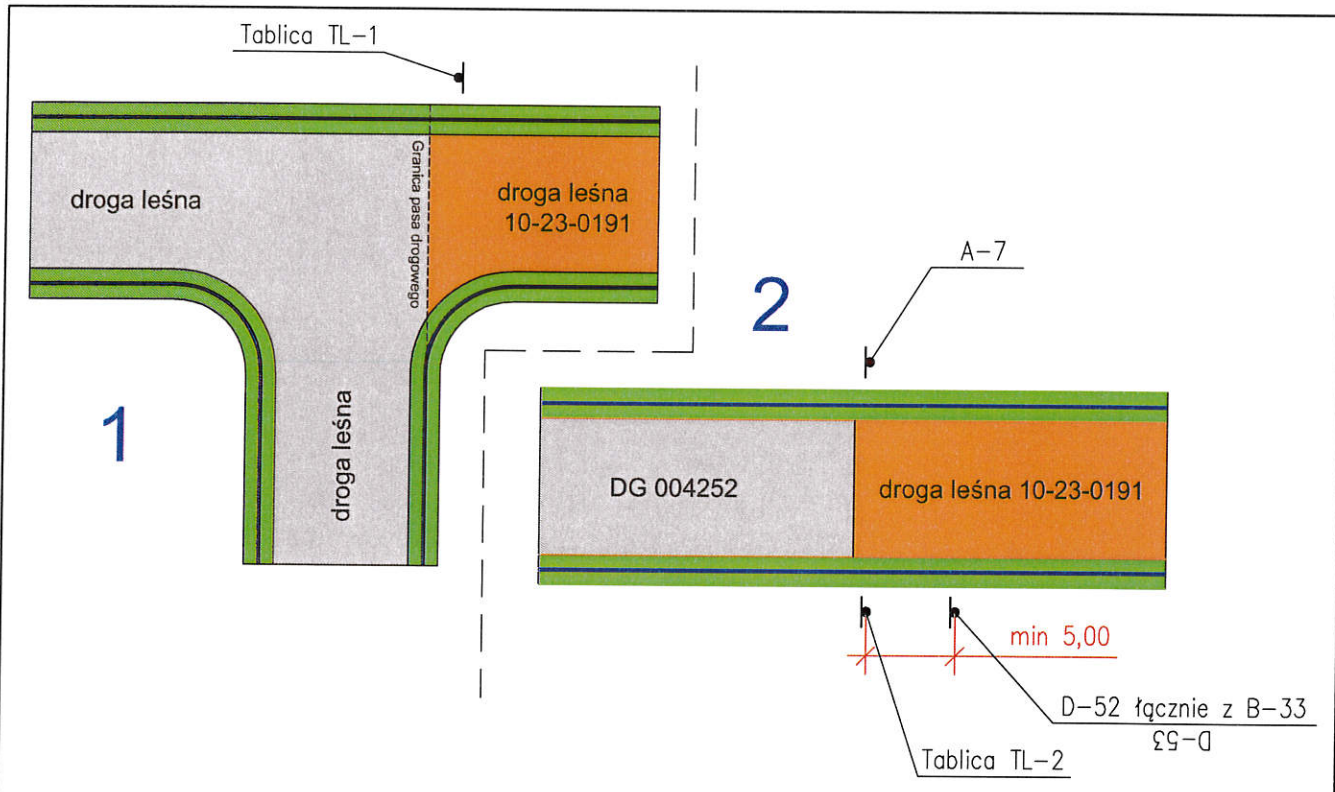 Tablica TL-1
Granica pasa drogowego
droga leśna
droga leśna
10-23-0191
droga leśna
1
2
A-7
DG 004252
droga leśna 10-23-0191
min 5,00
D-52 łącznie z B-33
D-53
Tablica TL-2